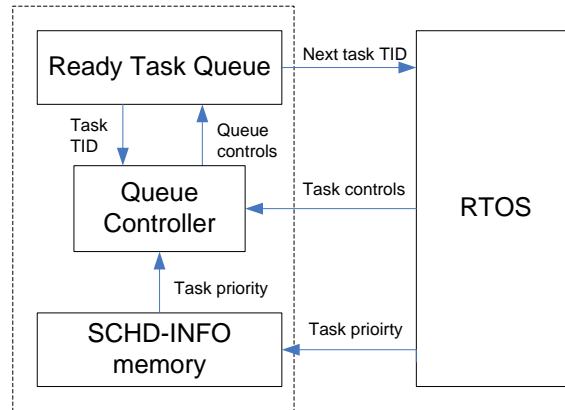 Ready Task Queue
Next task TID
Task
TID
Queue
controls
Queue
Controller
Task controls
RTOS
Task priority
SCHD-INFO
memory
Task prioirty